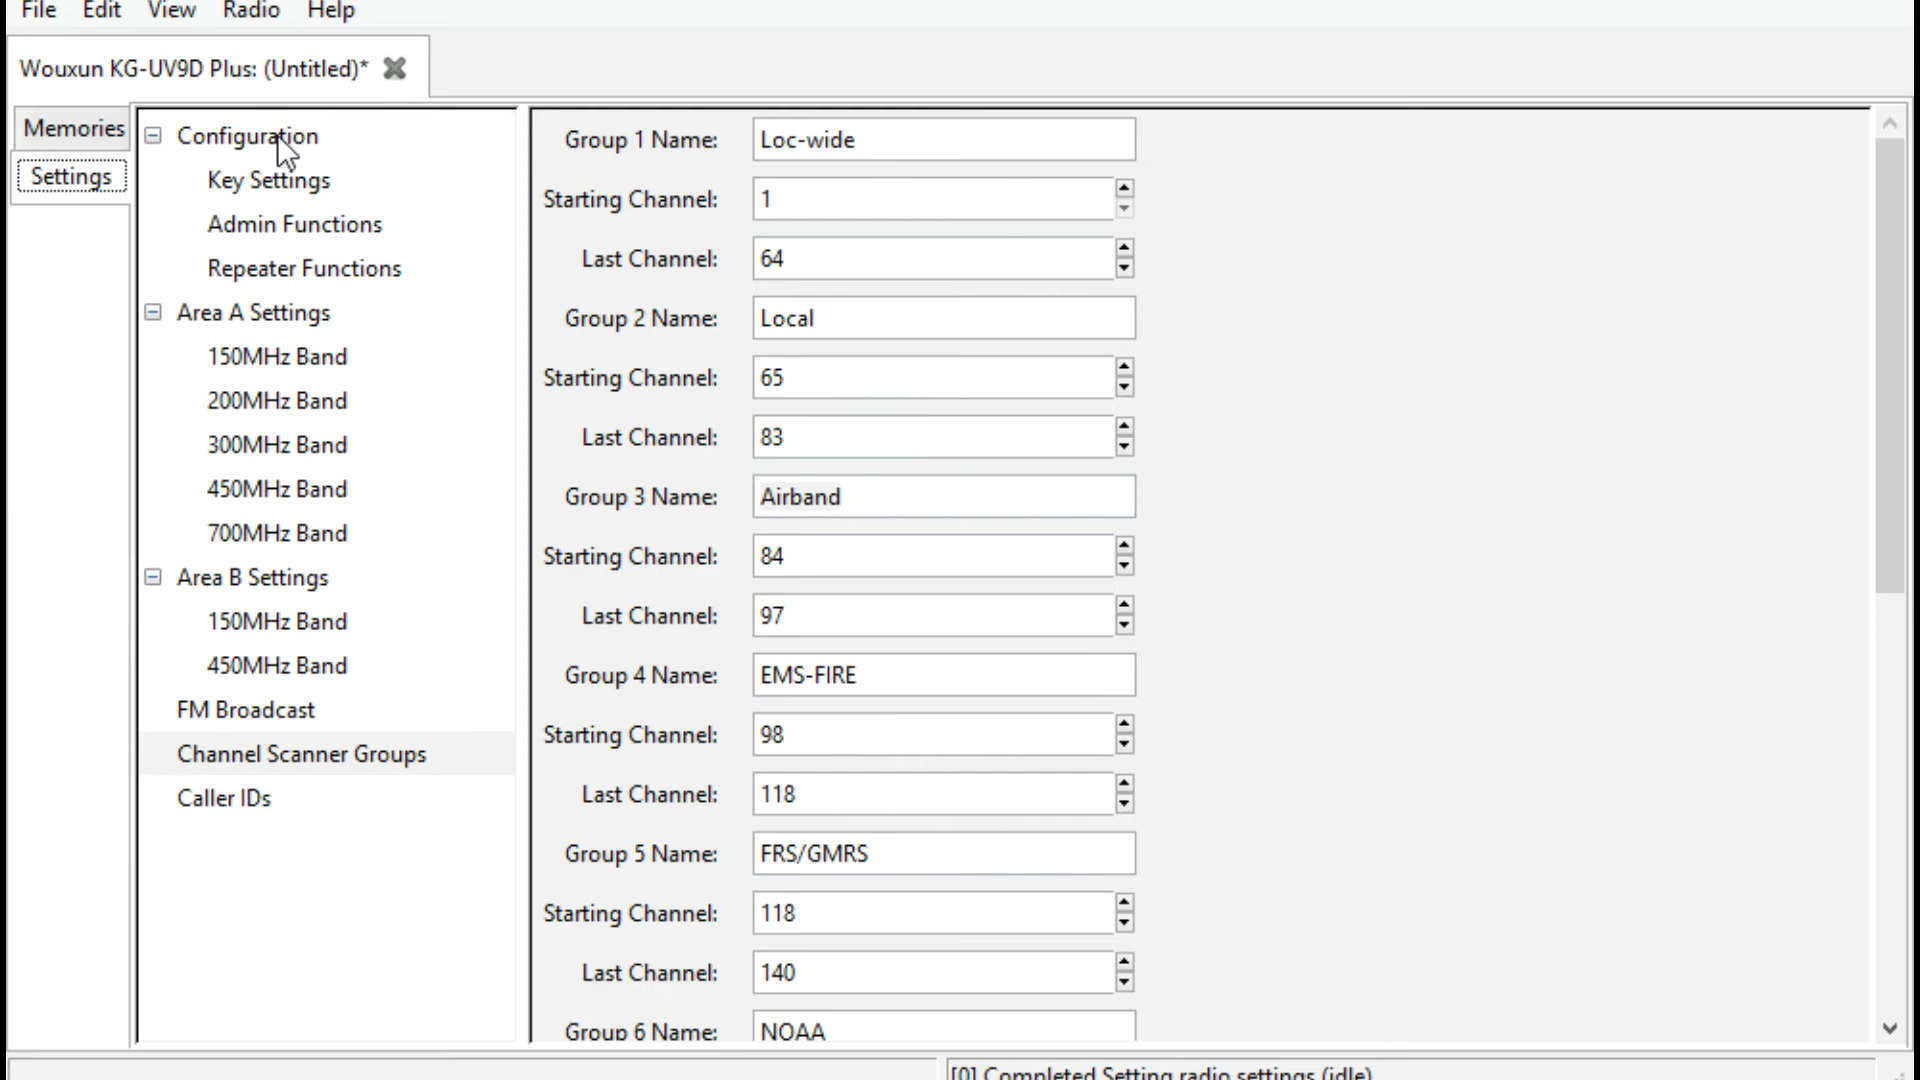 File Edit View Radio Help
Wouxun KG-UV9D Plus: (Untitled)*
Memories
Settings
Configuration
Key Settings
Admin Functions
Repeater Functions
Area A Settings
150MHz Band
200MHz Band
300MHz Band
450MHz Band
700MHz Band
Area B Settings
150MHz Band
450MHz Band
FM Broadcast
Channel Scanner Groups
Caller IDs
Group 1 Name: Loc-wide
Starting Channel: 1
Last Channel: 64
Group 2 Name: Local
Starting Channel: 65
Last Channel: 83
Group 3 Name: Airband
Starting Channel: 84
Last Channel: 97
Group 4 Name: EMS-FIRE
Starting Channel: 98
Last Channel: 118
Group 5 Name: FRS/GMRS
Starting Channel: 118
Last Channel: 140
Group 6 Name: NOAA
[0] Completed Setting radio settings (idle)